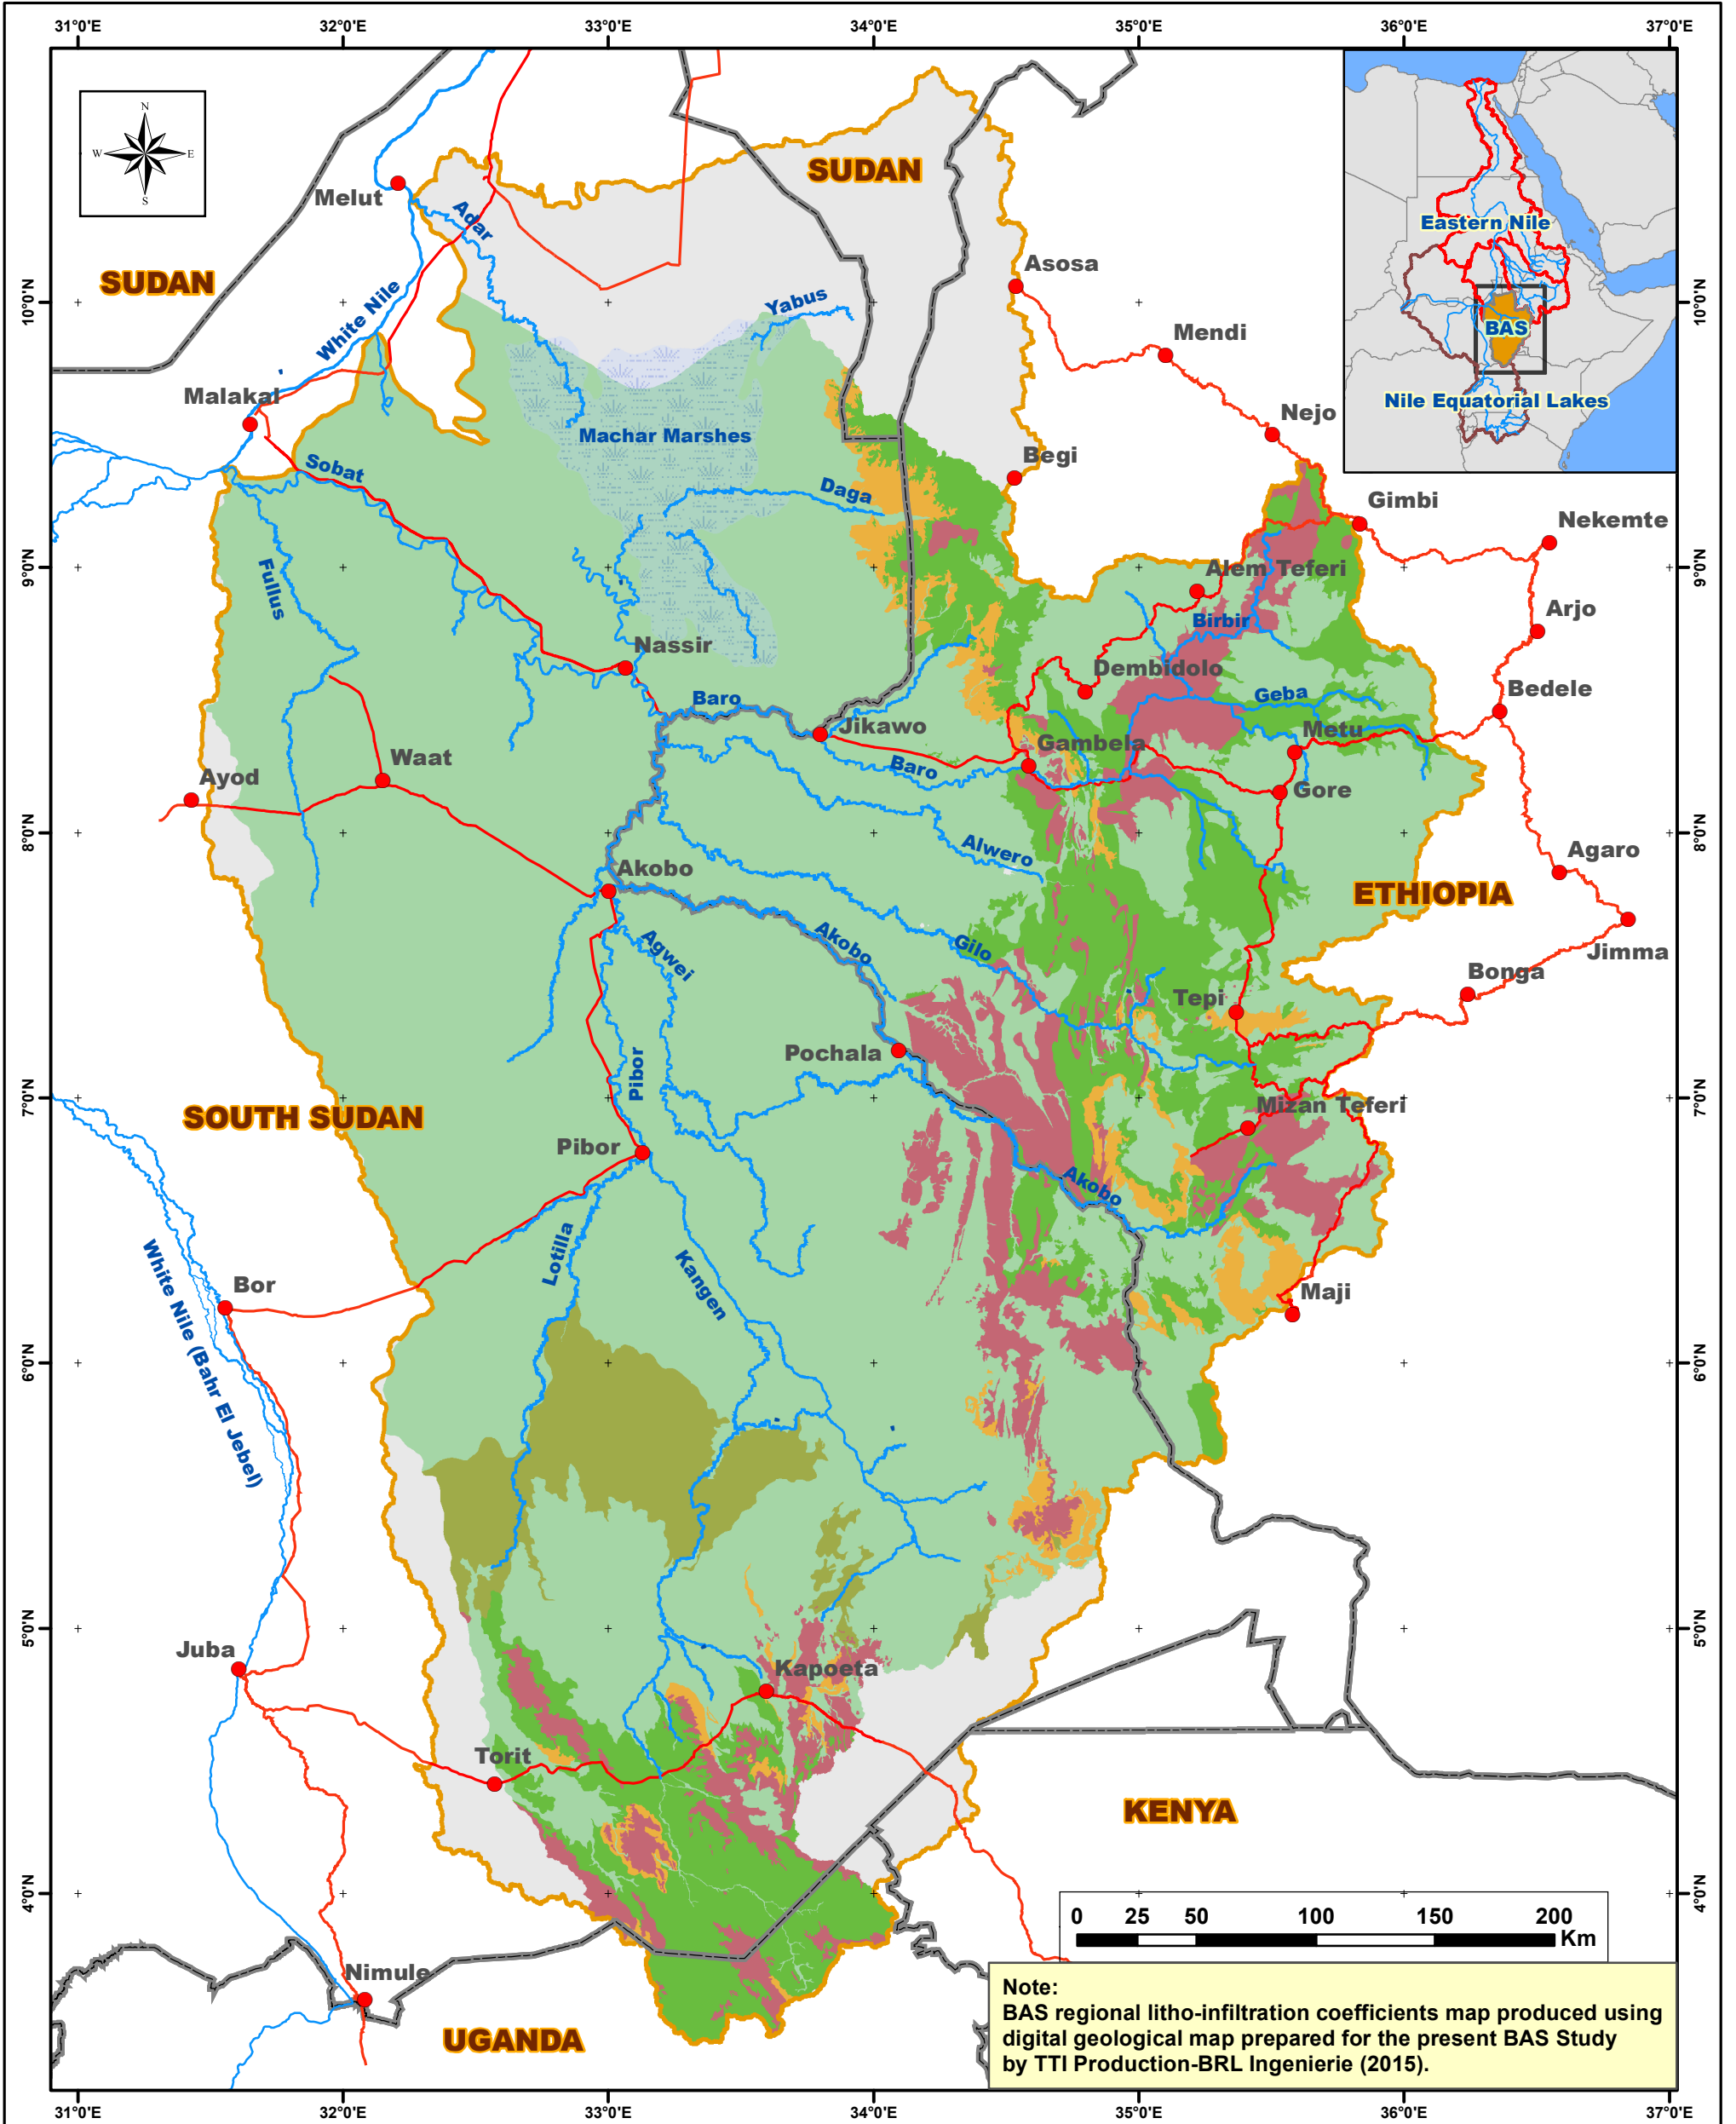 31°0'E 32°0'E 33°0'E 34°0'E 35°0'E 36°0'E 37°0'E
N
W E
S
SUDAN
Melut
Adar
Eastern Nile
SUDAN
Asosa
10°0'N
10°0'N
Yabus
White Nile
BAS
Mendi
Malakal
Nejo
Nile Equatorial Lakes
Machar Marshes
Begi
Sobat
Daga
Gimbi
Nekemte
9°0'N
9°0'N
Fullus
Alem Teferi
Arjo
Birbir
Nassir
Dembidolo
Baro
Geba
Bedele
Jikawo
Metu
Gambela
Waat
Baro
Ayod
Gore
8°0'N
8°0'N
Alwero
Agaro
Akobo
ETHIOPIA
Akobo
Agwei
Gilo
Jimma
Bonga
Tepi
Pochala
Pibor
7°0'N
7°0'N
SOUTH SUDAN
Mizan Teferi
Pibor
Akobo
Lotilla
Kangen
Bor
Maji
White Nile (Bahr El Jebel)
6°0'N
6°0'N
5°0'N
5°0'N
Juba
Kapoeta
Torit
KENYA
4°0'N
4°0'N
0 25 50 100 150 200
Km
Nimule
UGANDA
Note:
BAS regional litho-infiltration coefficients map produced using
digital geological map prepared for the present BAS Study
by TTI Production-BRL Ingenierie (2015).
31°0'E 32°0'E 33°0'E 34°0'E 35°0'E 36°0'E 37°0'E